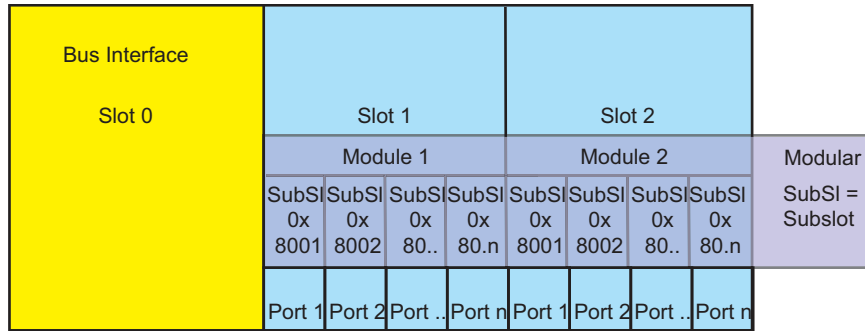 Bus Interface
Slot 0
Slot 1
Slot 2
Module 1
Module 2
Modular
SubSl SubSl SubSl SubSl SubSl SubSl SubSl SubSl
0x 0x 0x 0x 0x 0x 0x 0x
8001 8002 80.. 80.n 8001 8002 80.. 80.n
SubSl =
Subslot
Port 1 Port 2 Port .. Port n Port 1 Port 2 Port .. Port n